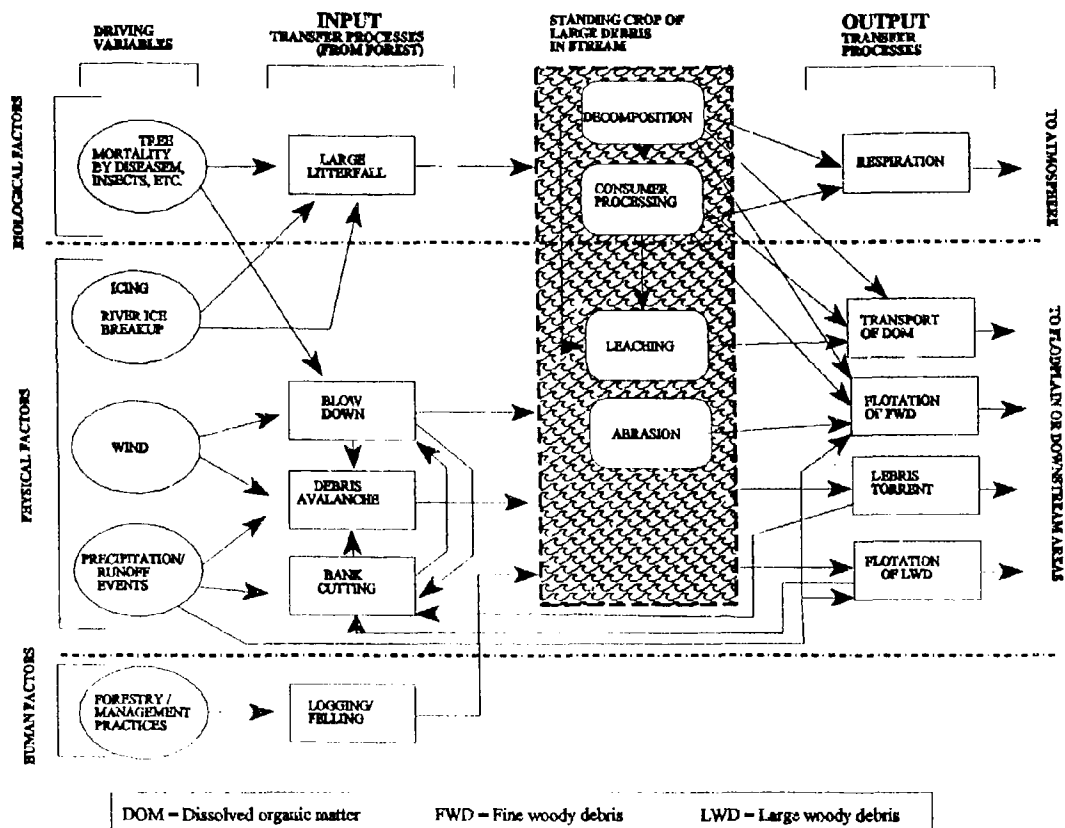 DRIVING
VARIABLES
INPUT
TRANSFER PROCESSES
(FROM FOREST)
STANDING CROP OF
LARGE DEBRIS
IN STREAM
OUTPUT
TRANSFER
PROCESSES
BIOLOGICAL FACTORS
TREE
MORTALITY
BY DISEASEM,
INSECTS, ETC.
LARGE
LITTERFALL
DECOMPOSITION
CONSUMER
PROCESSING
RESPIRATION
TO ATMOSPHERE
PHYSICAL FACTORS
ICING
RIVER ICE
BREAKUP
WIND
PRECIPITATION/
RUNOFF
EVENTS
BLOW
DOWN
DEBRIS
AVALANCHE
BANK
CUTTING
LEACHING
ABRASION
TRANSPORT
OF DOM
FLOTATION
OF FWD
DEBRIS
TORRENT
FLOTATION
OF LWD
TO FLODPLAIN OR DOWNSTREAM AREAS
HUMAN FACTORS
FORESTRY /
MANAGEMENT
PRACTICES
LOGGING/
FELLING
DOM = Dissolved organic matter FWD = Fine woody debris LWD = Large woody debris